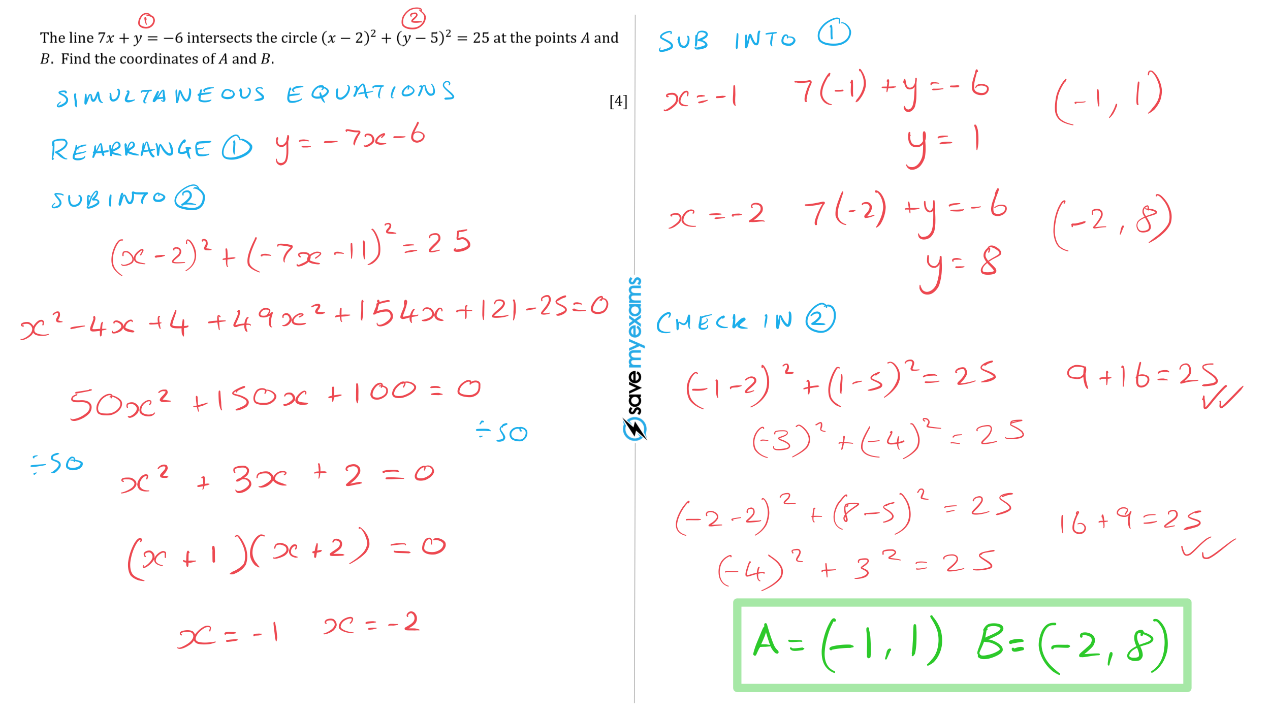 ① ②
The line 7x + y = −6 intersects the circle (x − 2)² + (y − 5)² = 25 at the points A and
B. Find the coordinates of A and B.
SIMULTANEOUS EQUATIONS
[4]
REARRANGE ① y = −7x−6
SUB INTO ②
(x−2)² + (−7x −11)² = 25
x² −4x +4 +49x² +154x +121 −25=0
50x² +150x +100 = 0
÷50 ÷50
x² + 3x + 2 = 0
(x + 1)(x+2) = 0
x = −1 x = −2
save my exams
SUB INTO ①
x = −1 7(−1) + y = −6 (−1, 1)
y = 1
x = −2 7(−2) + y = −6 (−2, 8)
y = 8
CHECK IN ②
(−1−2)² + (1−5)² = 25 9+16=25 ✓✓
(−3)² + (−4)² = 25
(−2−2)² + (8−5)² = 25 16+9=25 ✓✓
(−4)² + 3² = 25
A = (−1, 1) B = (−2, 8)